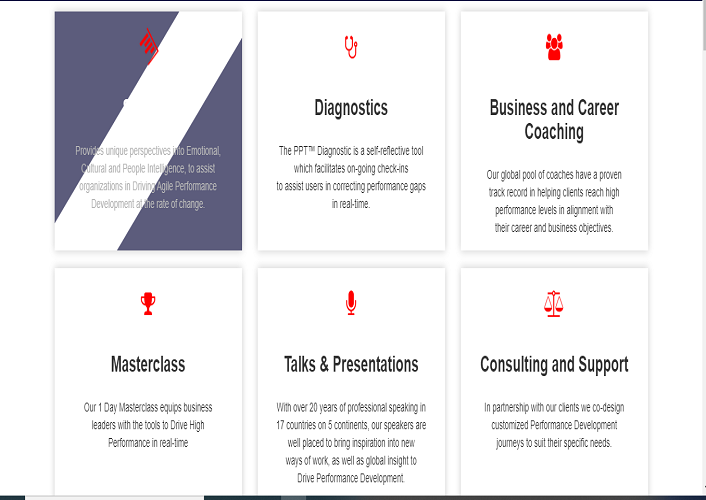 Provides unique perspectives into Emotional,
Cultural and People Intelligence, to assist
organizations in Driving Agile Performance
Development at the rate of change.
Diagnostics
The PPT™ Diagnostic is a self-reflective tool
which facilitates on-going check-ins
to assist users in correcting performance gaps
in real-time.
Business and Career
Coaching
Our global pool of coaches have a proven
track record in helping clients reach high
performance levels in alignment with
their career and business objectives.
Masterclass
Our 1 Day Masterclass equips business
leaders with the tools to Drive High
Performance in real-time
Talks & Presentations
With over 20 years of professional speaking in
17 countries on 5 continents, our speakers are
well placed to bring inspiration into new
ways of work, as well as global insight to
Drive Performance Development.
Consulting and Support
In partnership with our clients we co-design
customized Performance Development
journeys to suit their specific needs.